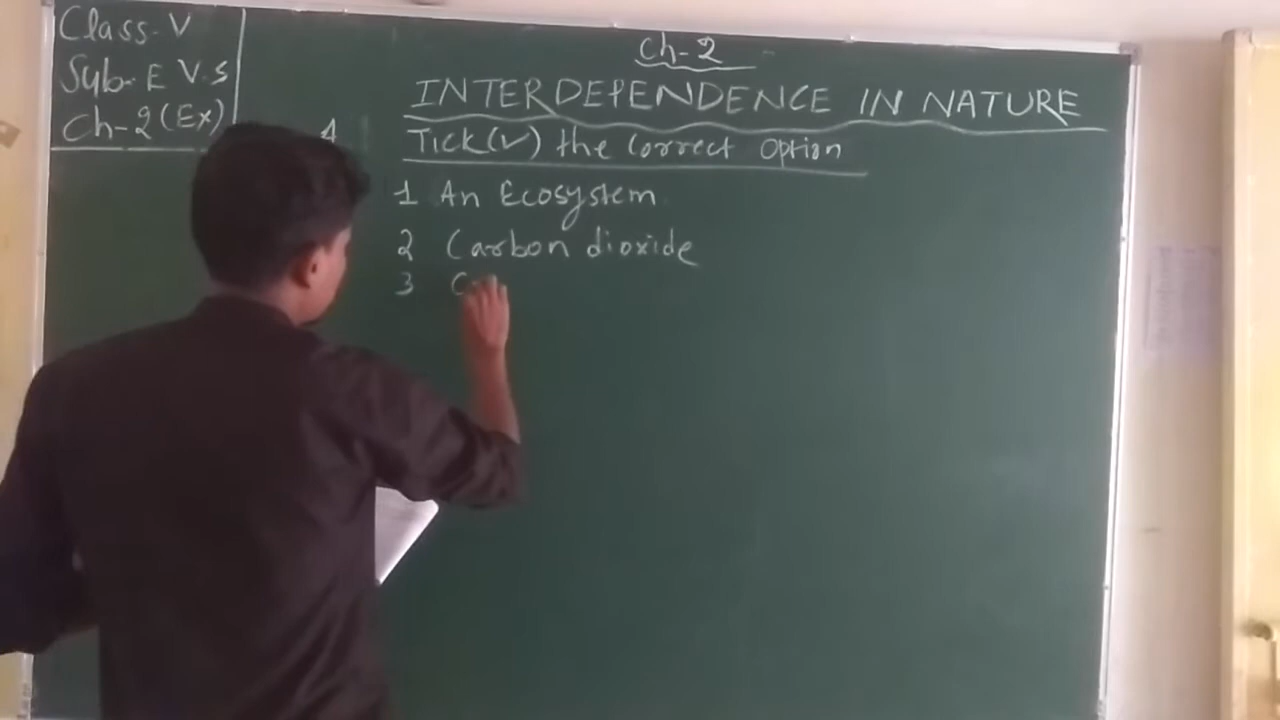 Class-V
Sub-E V.S
Ch-2(Ex)
Ch-2
INTERDEPENDENCE IN NATURE
Tick(✓) the Correct Option
1 An Ecosystem
2 Carbon dioxide
3